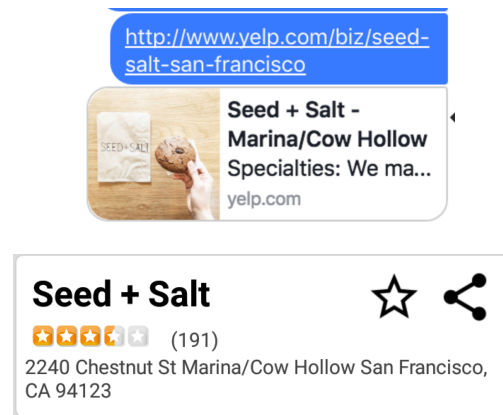 http://www.yelp.com/biz/seed-
salt-san-francisco
SEED+SALT
Seed + Salt -
Marina/Cow Hollow
Specialties: We ma...
yelp.com
Seed + Salt
(191)
2240 Chestnut St Marina/Cow Hollow San Francisco,
CA 94123